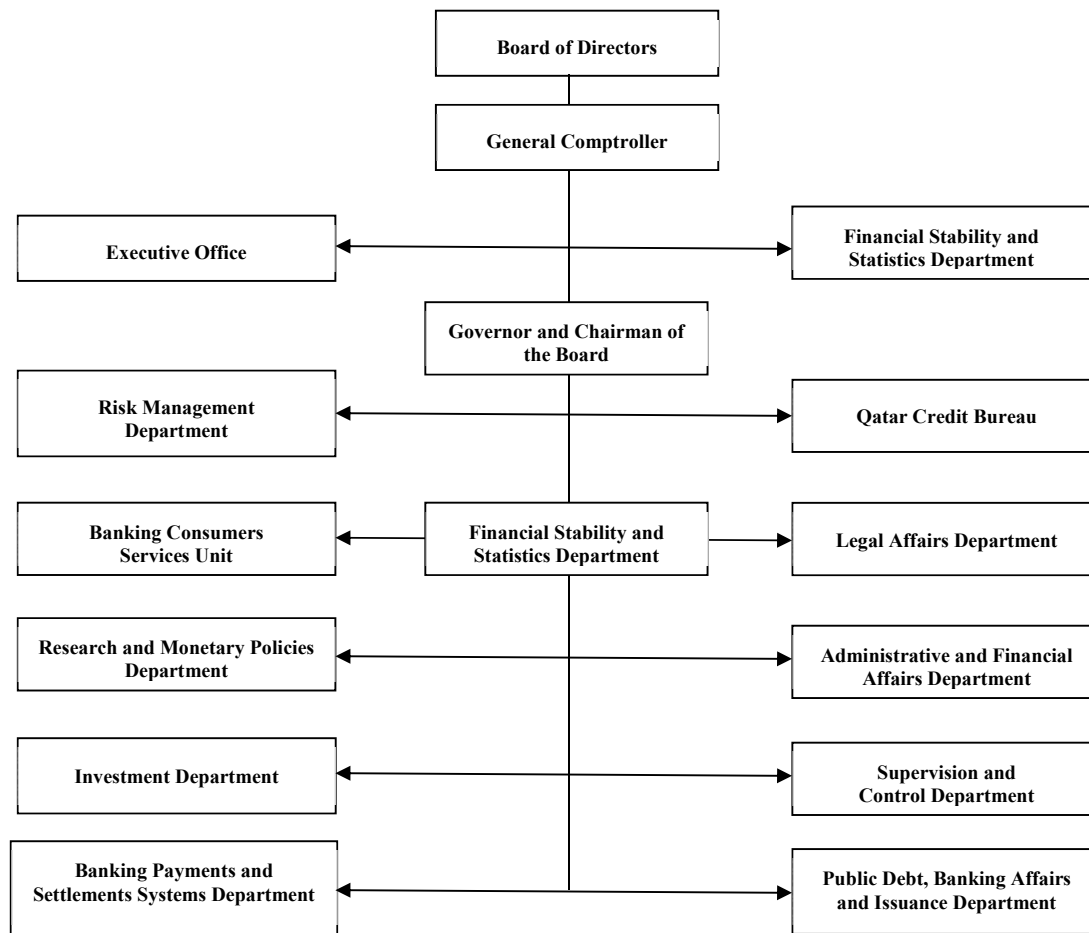 Board of Directors
General Comptroller
Executive Office
Financial Stability and
Statistics Department
Governor and Chairman of
the Board
Risk Management
Department
Qatar Credit Bureau
Banking Consumers
Services Unit
Financial Stability and
Statistics Department
Legal Affairs Department
Research and Monetary Policies
Department
Administrative and Financial
Affairs Department
Investment Department
Supervision and
Control Department
Banking Payments and
Settlements Systems Department
Public Debt, Banking Affairs
and Issuance Department